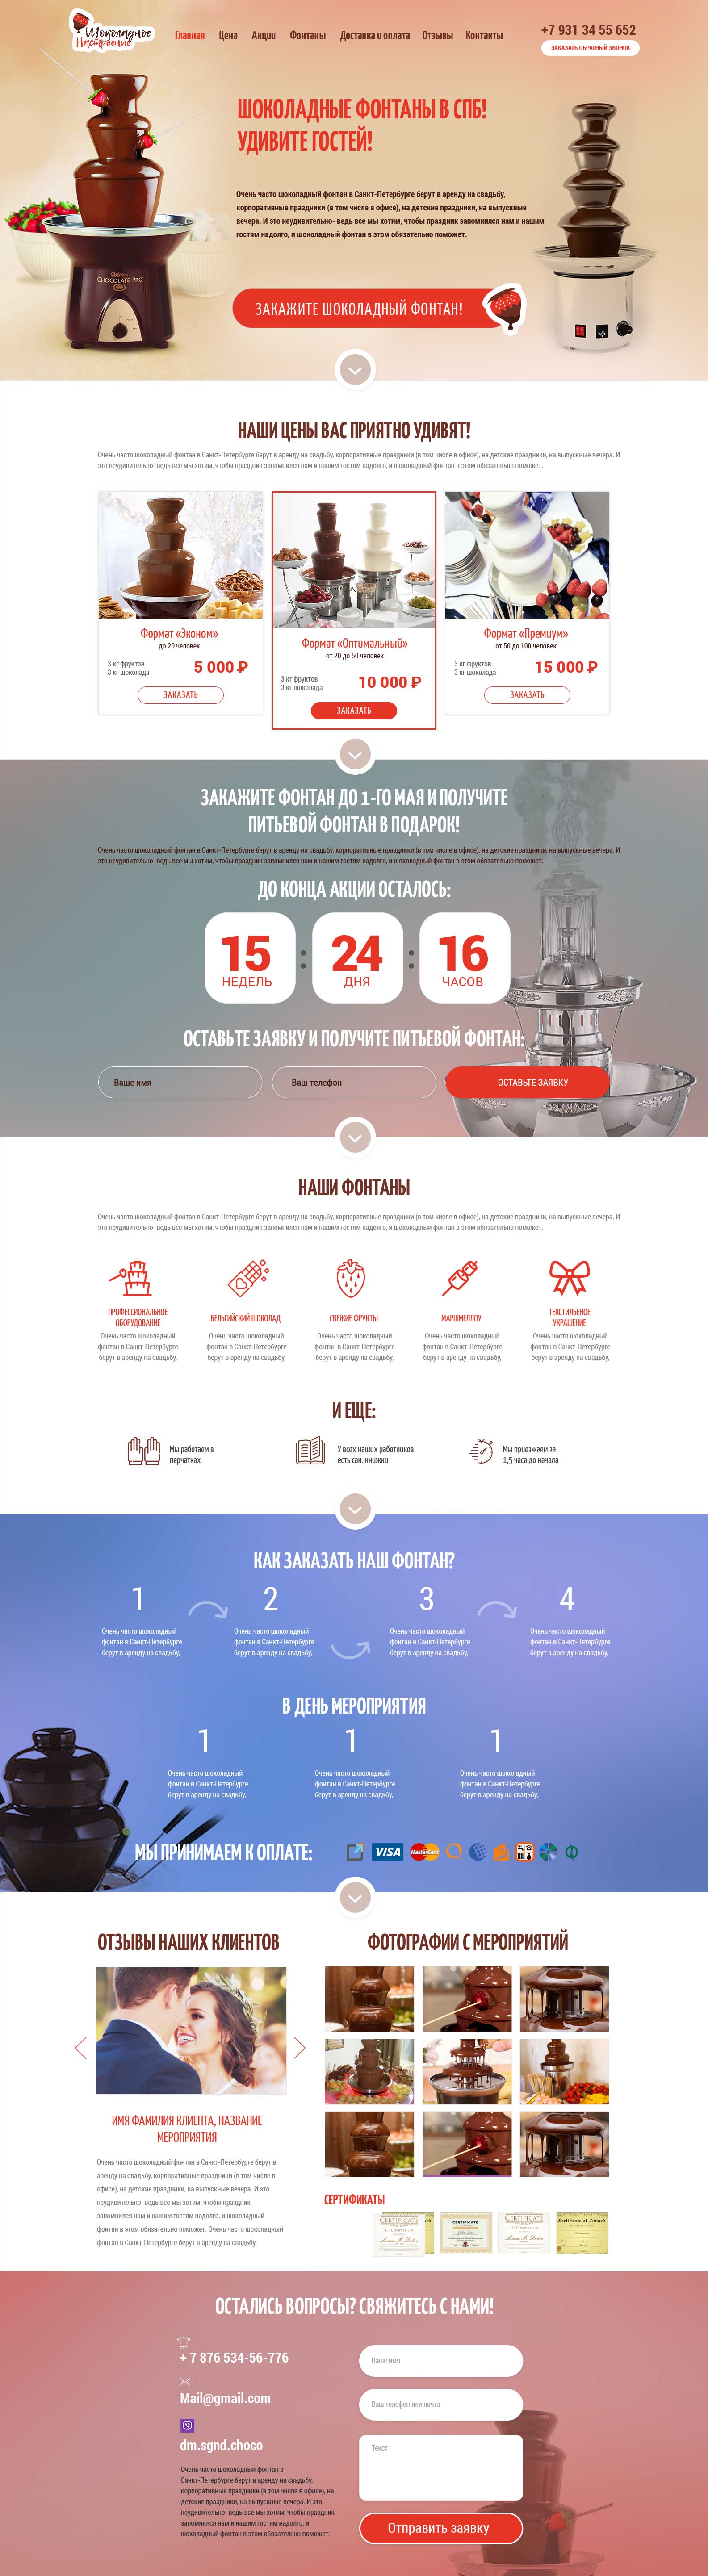 Шоколадное
Настроение
Главная Цена Акции Фонтаны Доставка и оплата Отзывы Контакты
+7 931 34 55 652
ЗАКАЗАТЬ ОБРАТНЫЙ ЗВОНОК
ШОКОЛАДНЫЕ ФОНТАНЫ В СПБ!
УДИВИТЕ ГОСТЕЙ!
Очень часто шоколадный фонтан в Санкт-Петербурге берут в аренду на свадьбу,
корпоративные праздники (в том числе в офисе), на детские праздники, на выпускные
вечера. И это неудивительно- ведь все мы хотим, чтобы праздник запомнился нам и нашим
гостям надолго, и шоколадный фонтан в этом обязательно поможет.
CHOCOLATE PRO
ЗАКАЖИТЕ ШОКОЛАДНЫЙ ФОНТАН!
НАШИ ЦЕНЫ ВАС ПРИЯТНО УДИВЯТ!
Очень часто шоколадный фонтан в Санкт-Петербурге берут в аренду на свадьбу, корпоративные праздники (в том числе в офисе), на детские праздники, на выпускные вечера. И
это неудивительно- ведь все мы хотим, чтобы праздник запомнился нам и нашим гостям надолго, и шоколадный фонтан в этом обязательно поможет.
Формат «Эконом»
до 20 человек
3 кг фруктов
3 кг шоколада
5 000 ₽
ЗАКАЗАТЬ
Формат «Оптимальный»
от 20 до 50 человек
3 кг фруктов
3 кг шоколада
10 000 ₽
ЗАКАЗАТЬ
Формат «Премиум»
от 50 до 100 человек
3 кг фруктов
3 кг шоколада
15 000 ₽
ЗАКАЗАТЬ
ЗАКАЖИТЕ ФОНТАН ДО 1-ГО МАЯ И ПОЛУЧИТЕ
ПИТЬЕВОЙ ФОНТАН В ПОДАРОК!
Очень часто шоколадный фонтан в Санкт-Петербурге берут в аренду на свадьбу, корпоративные праздники (в том числе в офисе), на детские праздники, на выпускные вечера. И
это неудивительно- ведь все мы хотим, чтобы праздник запомнился нам и нашим гостям надолго, и шоколадный фонтан в этом обязательно поможет.
ДО КОНЦА АКЦИИ ОСТАЛОСЬ:
15 : 24 : 16
НЕДЕЛЬ ДНЯ ЧАСОВ
ОСТАВЬТЕ ЗАЯВКУ И ПОЛУЧИТЕ ПИТЬЕВОЙ ФОНТАН:
Ваше имя Ваш телефон ОСТАВЬТЕ ЗАЯВКУ
НАШИ ФОНТАНЫ
Очень часто шоколадный фонтан в Санкт-Петербурге берут в аренду на свадьбу, корпоративные праздники (в том числе в офисе), на детские праздники, на выпускные вечера. И
это неудивительно- ведь все мы хотим, чтобы праздник запомнился нам и нашим гостям надолго, и шоколадный фонтан в этом обязательно поможет.
ПРОФЕССИОНАЛЬНОЕ
ОБОРУДОВАНИЕ
Очень часто шоколадный
фонтан в Санкт-Петербурге
берут в аренду на свадьбу,
БЕЛЬГИЙСКИЙ ШОКОЛАД
Очень часто шоколадный
фонтан в Санкт-Петербурге
берут в аренду на свадьбу,
СВЕЖИЕ ФРУКТЫ
Очень часто шоколадный
фонтан в Санкт-Петербурге
берут в аренду на свадьбу,
МАРШМЕЛЛОУ
Очень часто шоколадный
фонтан в Санкт-Петербурге
берут в аренду на свадьбу,
ТЕКСТИЛЬЕНОЕ
УКРАШЕНИЕ
Очень часто шоколадный
фонтан в Санкт-Петербурге
берут в аренду на свадьбу,
И ЕЩЕ:
Мы работаем в
перчатках
У всех наших работников
есть сан. книжки
Мы приезжаем за
1,5 часа до начала
КАК ЗАКАЗАТЬ НАШ ФОНТАН?
1
Очень часто шоколадный
фонтан в Санкт-Петербурге
берут в аренду на свадьбу,
2
Очень часто шоколадный
фонтан в Санкт-Петербурге
берут в аренду на свадьбу,
3
Очень часто шоколадный
фонтан в Санкт-Петербурге
берут в аренду на свадьбу,
4
Очень часто шоколадный
фонтан в Санкт-Петербурге
берут в аренду на свадьбу,
В ДЕНЬ МЕРОПРИЯТИЯ
1
Очень часто шоколадный
фонтан в Санкт-Петербурге
берут в аренду на свадьбу,
1
Очень часто шоколадный
фонтан в Санкт-Петербурге
берут в аренду на свадьбу,
1
Очень часто шоколадный
фонтан в Санкт-Петербурге
берут в аренду на свадьбу,
МЫ ПРИНИМАЕМ К ОПЛАТЕ:
VISA MasterCard
ОТЗЫВЫ НАШИХ КЛИЕНТОВ
ИМЯ ФАМИЛИЯ КЛИЕНТА, НАЗВАНИЕ
МЕРОПРИЯТИЯ
Очень часто шоколадный фонтан в Санкт-Петербурге берут в
аренду на свадьбу, корпоративные праздники (в том числе в
офисе), на детские праздники, на выпускные вечера. И это
неудивительно- ведь все мы хотим, чтобы праздник
запомнился нам и нашим гостям надолго, и шоколадный
фонтан в этом обязательно поможет. Очень часто шоколадный
фонтан в Санкт-Петербурге берут в аренду на свадьбу,
ФОТОГРАФИИ С МЕРОПРИЯТИЙ
СЕРТИФИКАТЫ
CERTIFICATE
OF COMPLETION
CERTIFICATE
CERTIFICATE
OF COMPLETION
Certificate of Award
ОСТАЛИСЬ ВОПРОСЫ? СВЯЖИТЕСЬ С НАМИ!
+ 7 876 534-56-776
Mail@gmail.com
dm.sgnd.choco
Очень часто шоколадный фонтан в
Санкт-Петербурге берут в аренду на свадьбу,
корпоративные праздники (в том числе в офисе), на
детские праздники, на выпускные вечера. И это
неудивительно- ведь все мы хотим, чтобы праздник
запомнился нам и нашим гостям надолго, и
шоколадный фонтан в этом обязательно поможет.
Ваше имя
Ваш телефон или почта
Текст
Отправить заявку